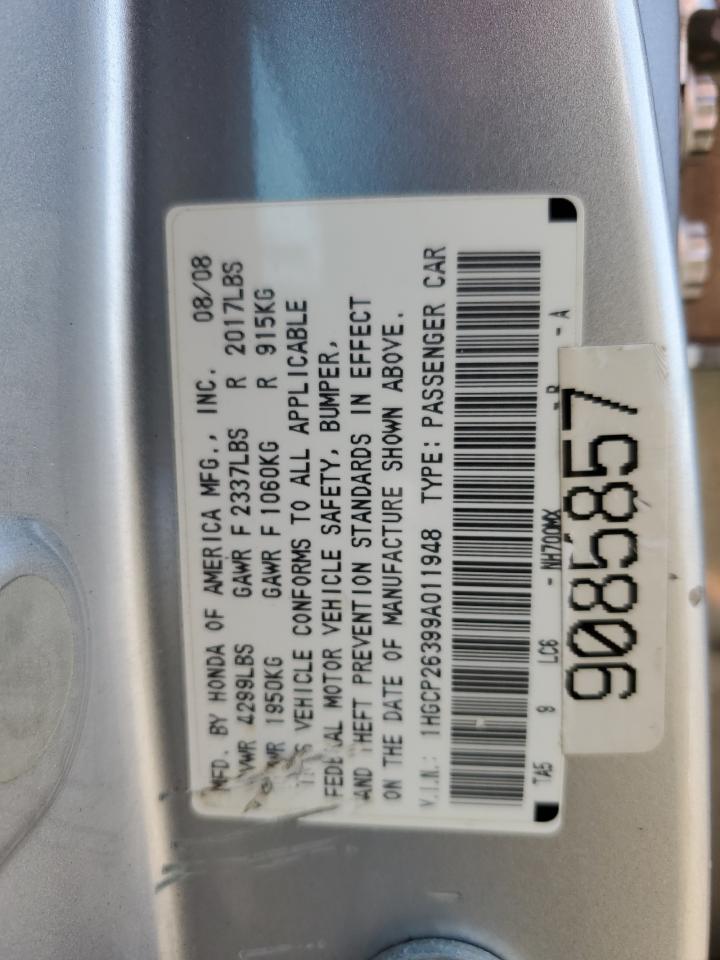 MFD. BY HONDA OF AMERICA MFG., INC. 08/08
GVWR 4299LBS GAWR F 2337LBS R 2017LBS
GVWR 1950KG GAWR F 1060KG R 915KG
THIS VEHICLE CONFORMS TO ALL APPLICABLE
FEDERAL MOTOR VEHICLE SAFETY, BUMPER,
AND THEFT PREVENTION STANDARDS IN EFFECT
ON THE DATE OF MANUFACTURE SHOWN ABOVE.
V.I.N.: 1HGCP26399A011948 TYPE: PASSENGER CAR
TA5 9 LC6 - NH700MX - B - A
9085857